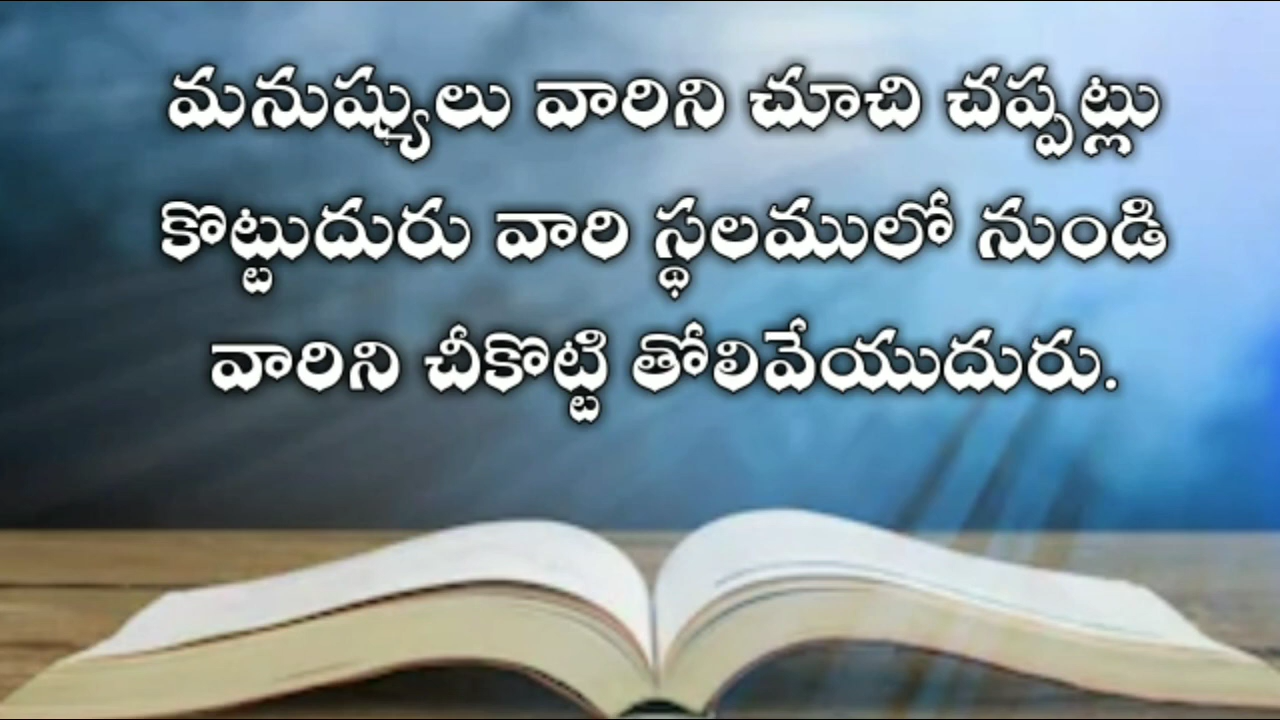 మనుష్యులు వారిని చూచి చప్పట్లు
కొట్టుదురు వారి స్థలములో నుండి
వారిని చీకొట్టి తోలివేయుదురు.